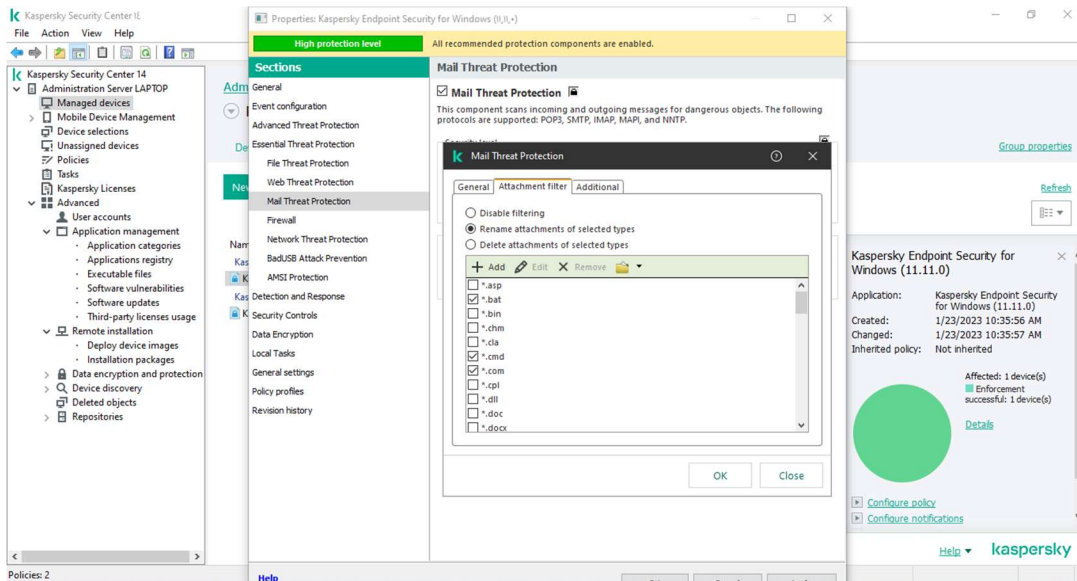 Kaspersky Security Center
File Action View Help
Kaspersky Security Center 14
Administration Server LAPTOP
Managed devices
Mobile Device Management
Device selections
Unassigned devices
Policies
Tasks
Kaspersky Licenses
Advanced
User accounts
Application management
Application categories
Applications registry
Executable files
Software vulnerabilities
Software updates
Third-party licenses usage
Remote installation
Deploy device images
Installation packages
Data encryption and protection
Device discovery
Deleted objects
Repositories
Policies: 2
Adm
De
Nev
Nam
Kas
K
Kas
K
Properties: Kaspersky Endpoint Security for Windows
High protection level
All recommended protection components are enabled.
Sections
General
Event configuration
Advanced Threat Protection
Essential Threat Protection
File Threat Protection
Web Threat Protection
Mail Threat Protection
Firewall
Network Threat Protection
BadUSB Attack Prevention
AMSI Protection
Detection and Response
Security Controls
Data Encryption
Local Tasks
General settings
Policy profiles
Revision history
Help
Mail Threat Protection
Mail Threat Protection
This component scans incoming and outgoing messages for dangerous objects. The following
protocols are supported: POP3, SMTP, IMAP, MAPI, and NNTP.
Security level
Mail Threat Protection
General Attachment filter Additional
Disable filtering
Rename attachments of selected types
Delete attachments of selected types
Add Edit Remove
*.asp
*.bat
*.bin
*.chm
*.cla
*.cmd
*.com
*.cpl
*.dll
*.doc
*.docx
OK Close
Group properties
Refresh
Kaspersky Endpoint Security for
Windows (11.11.0)
Application: Kaspersky Endpoint Security
for Windows (11.11.0)
Created: 1/23/2023 10:35:56 AM
Changed: 1/23/2023 10:35:57 AM
Inherited policy: Not inherited
Affected: 1 device(s)
Enforcement
successful: 1 device(s)
Details
Configure policy
Configure notifications
Help
kaspersky